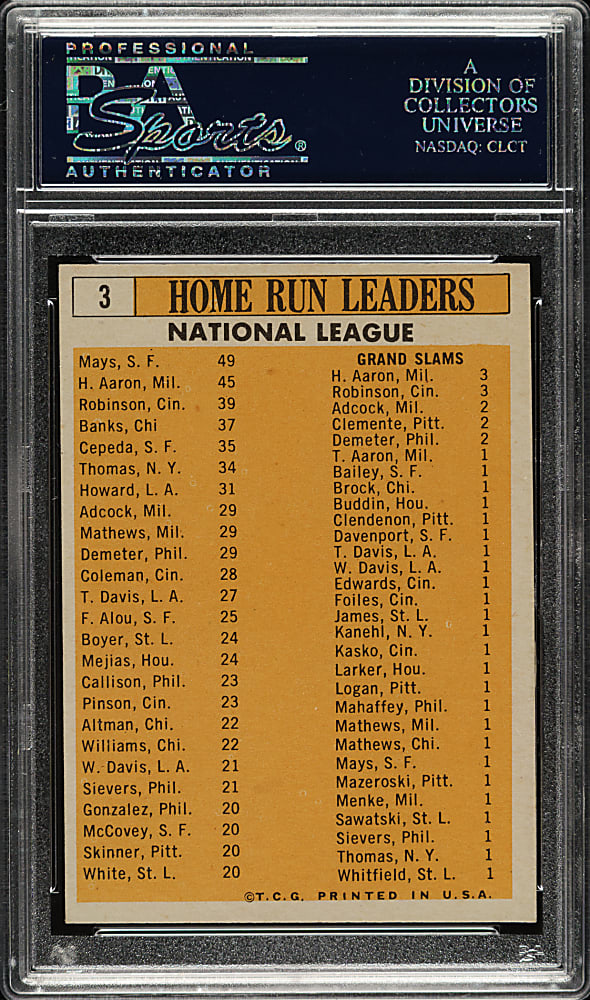 PROFESSIONAL
PSA
Sports®
AUTHENTICATOR
A
DIVISION OF
COLLECTORS
UNIVERSE
NASDAQ: CLCT
3
HOME RUN LEADERS
NATIONAL LEAGUE
Mays, S. F. 49
H. Aaron, Mil. 45
Robinson, Cin. 39
Banks, Chi 37
Cepeda, S. F. 35
Thomas, N. Y. 34
Howard, L. A. 31
Adcock, Mil. 29
Mathews, Mil. 29
Demeter, Phil. 29
Coleman, Cin. 28
T. Davis, L. A. 27
F. Alou, S. F. 25
Boyer, St. L. 24
Mejias, Hou. 24
Callison, Phil. 23
Pinson, Cin. 23
Altman, Chi. 22
Williams, Chi. 22
W. Davis, L. A. 21
Sievers, Phil. 21
Gonzalez, Phil. 20
McCovey, S. F. 20
Skinner, Pitt. 20
White, St. L. 20
GRAND SLAMS
H. Aaron, Mil. 3
Robinson, Cin. 3
Adcock, Mil. 2
Clemente, Pitt. 2
Demeter, Phil. 2
T. Aaron, Mil. 1
Bailey, S. F. 1
Brock, Chi. 1
Buddin, Hou. 1
Clendenon, Pitt. 1
Davenport, S. F. 1
T. Davis, L. A. 1
W. Davis, L. A. 1
Edwards, Cin. 1
Foiles, Cin. 1
James, St. L. 1
Kanehl, N. Y. 1
Kasko, Cin. 1
Larker, Hou. 1
Logan, Pitt. 1
Mahaffey, Phil. 1
Mathews, Mil. 1
Mathews, Chi. 1
Mays, S. F. 1
Mazeroski, Pitt. 1
Menke, Mil. 1
Sawatski, St. L. 1
Sievers, Phil. 1
Thomas, N. Y. 1
Whitfield, St. L. 1
©T.C.G. PRINTED IN U.S.A.